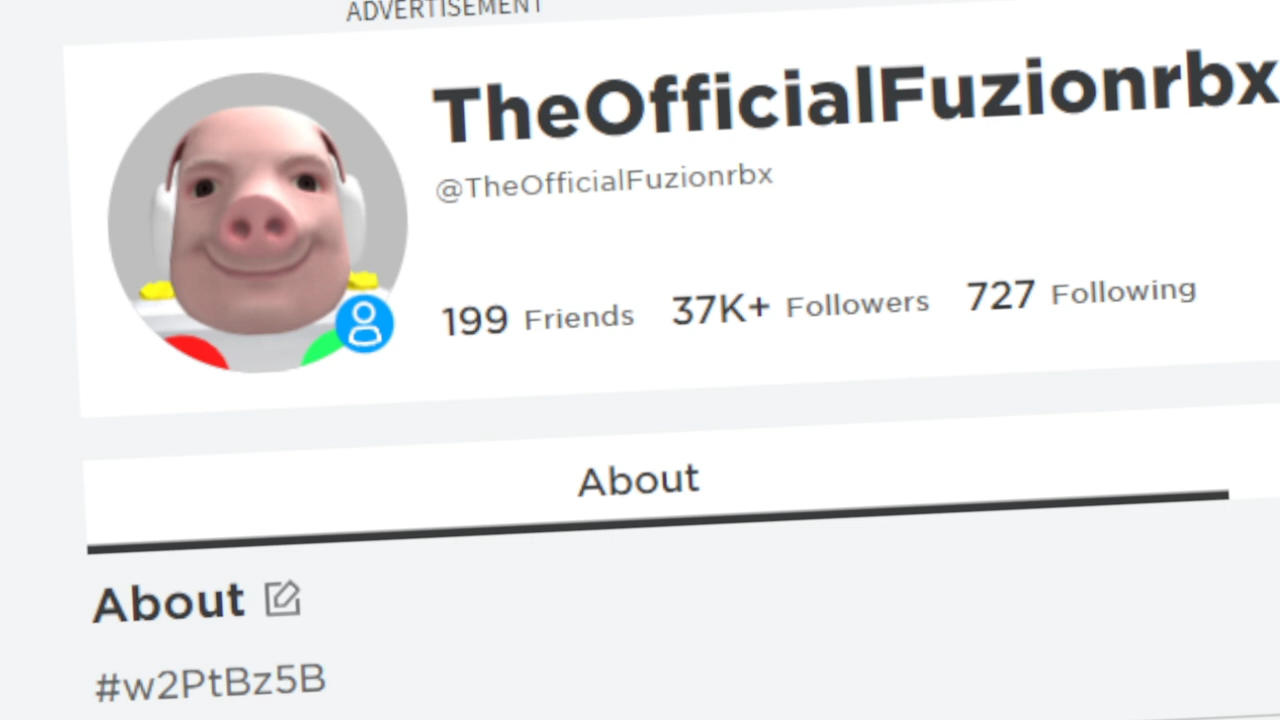 ADVERTISEMENT
TheOfficialFuzionrbx
@TheOfficialFuzionrbx
199 Friends 37K+ Followers 727 Following
About
About
#w2PtBz5B